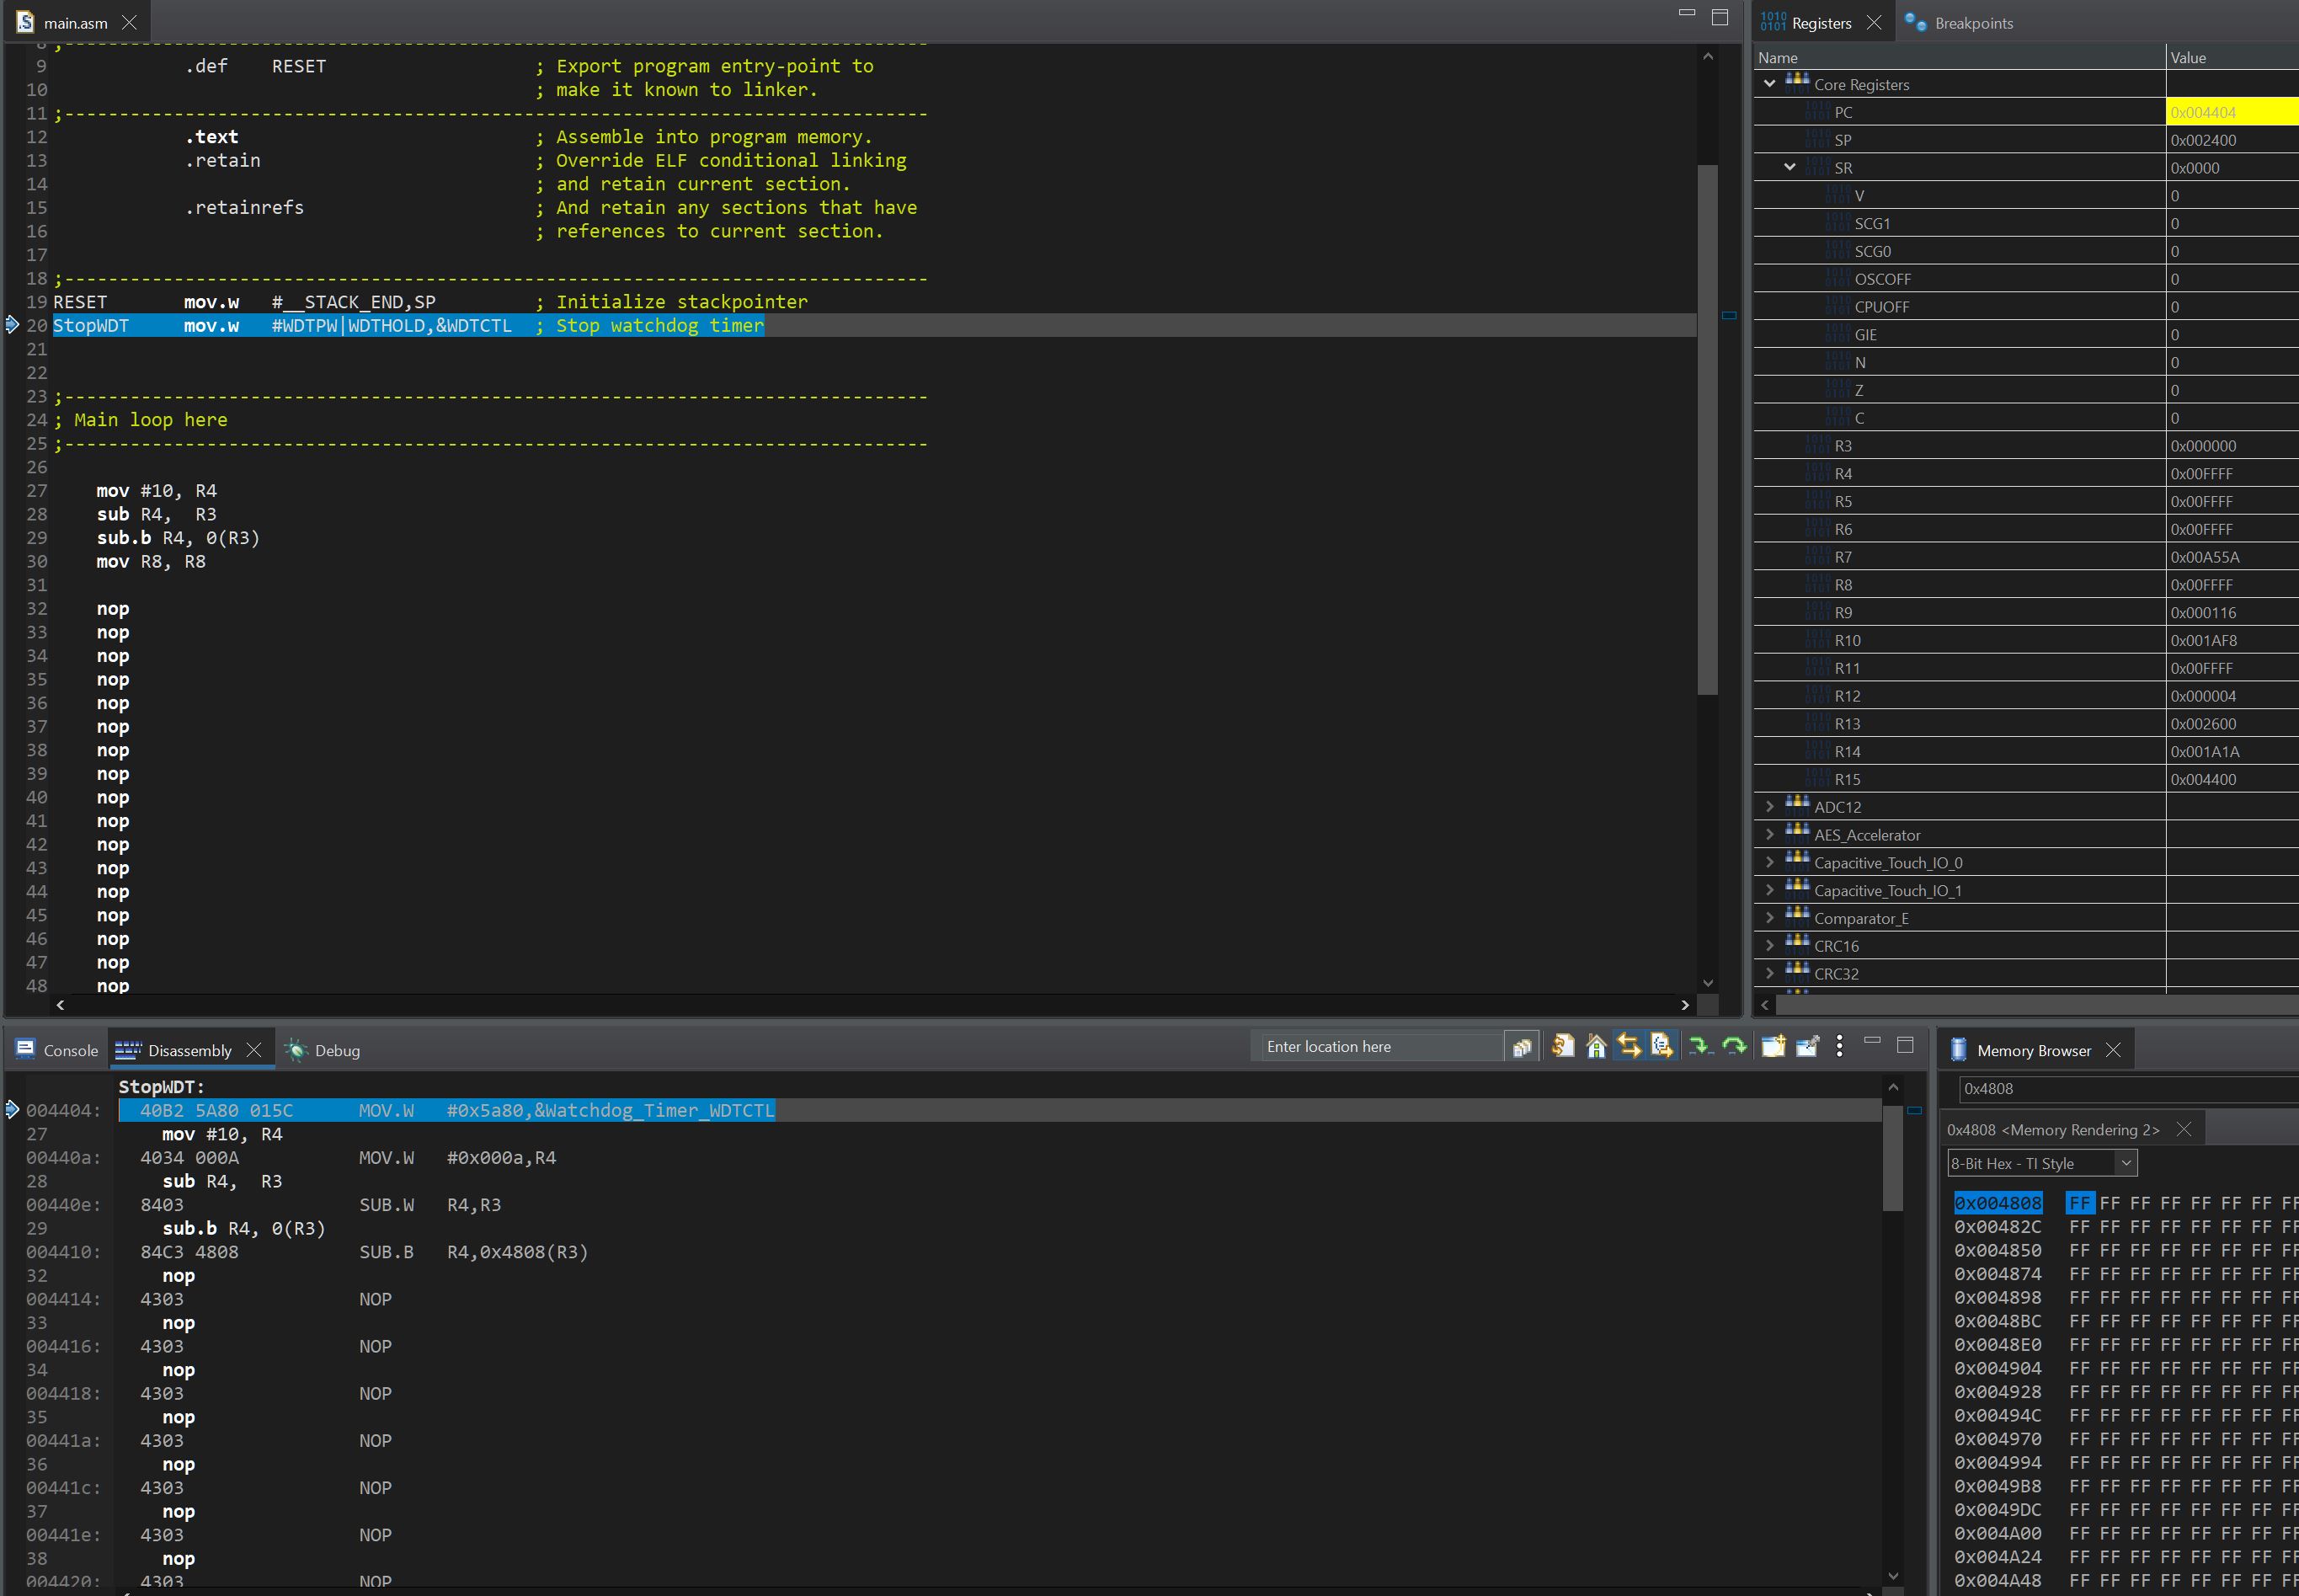 main.asm
8 ;-------------------------------------------------------------------------------
9 .def RESET ; Export program entry-point to
10 ; make it known to linker.
11 ;-------------------------------------------------------------------------------
12 .text ; Assemble into program memory.
13 .retain ; Override ELF conditional linking
14 ; and retain current section.
15 .retainrefs ; And retain any sections that have
16 ; references to current section.
17
18 ;-------------------------------------------------------------------------------
19 RESET mov.w #__STACK_END,SP ; Initialize stackpointer
20 StopWDT mov.w #WDTPW|WDTHOLD,&WDTCTL ; Stop watchdog timer
21
22
23 ;-------------------------------------------------------------------------------
24 ; Main loop here
25 ;-------------------------------------------------------------------------------
26
27 mov #10, R4
28 sub R4, R3
29 sub.b R4, 0(R3)
30 mov R8, R8
31
32 nop
33 nop
34 nop
35 nop
36 nop
37 nop
38 nop
39 nop
40 nop
41 nop
42 nop
43 nop
44 nop
45 nop
46 nop
47 nop
48 nop
Registers Breakpoints
Name Value
Core Registers
PC 0x004404
SP 0x002400
SR 0x0000
V 0
SCG1 0
SCG0 0
OSCOFF 0
CPUOFF 0
GIE 0
N 0
Z 0
C 0
R3 0x000000
R4 0x00FFFF
R5 0x00FFFF
R6 0x00FFFF
R7 0x00A55A
R8 0x00FFFF
R9 0x000116
R10 0x001AF8
R11 0x00FFFF
R12 0x000004
R13 0x002600
R14 0x001A1A
R15 0x004400
ADC12
AES_Accelerator
Capacitive_Touch_IO_0
Capacitive_Touch_IO_1
Comparator_E
CRC16
CRC32
Console Disassembly Debug Enter location here
StopWDT:
004404: 40B2 5A80 015C MOV.W #0x5a80,&Watchdog_Timer_WDTCTL
27 mov #10, R4
00440a: 4034 000A MOV.W #0x000a,R4
28 sub R4, R3
00440e: 8403 SUB.W R4,R3
29 sub.b R4, 0(R3)
004410: 84C3 4808 SUB.B R4,0x4808(R3)
32 nop
004414: 4303 NOP
33 nop
004416: 4303 NOP
34 nop
004418: 4303 NOP
35 nop
00441a: 4303 NOP
36 nop
00441c: 4303 NOP
37 nop
00441e: 4303 NOP
38 nop
004420: 4303 NOP
Memory Browser
0x4808
0x4808 <Memory Rendering 2>
8-Bit Hex - TI Style
0x004808 FF FF FF FF FF FF FF FF
0x00482C FF FF FF FF FF FF FF FF
0x004850 FF FF FF FF FF FF FF FF
0x004874 FF FF FF FF FF FF FF FF
0x004898 FF FF FF FF FF FF FF FF
0x0048BC FF FF FF FF FF FF FF FF
0x0048E0 FF FF FF FF FF FF FF FF
0x004904 FF FF FF FF FF FF FF FF
0x004928 FF FF FF FF FF FF FF FF
0x00494C FF FF FF FF FF FF FF FF
0x004970 FF FF FF FF FF FF FF FF
0x004994 FF FF FF FF FF FF FF FF
0x0049B8 FF FF FF FF FF FF FF FF
0x0049DC FF FF FF FF FF FF FF FF
0x004A00 FF FF FF FF FF FF FF FF
0x004A24 FF FF FF FF FF FF FF FF
0x004A48 FF FF FF FF FF FF FF FF